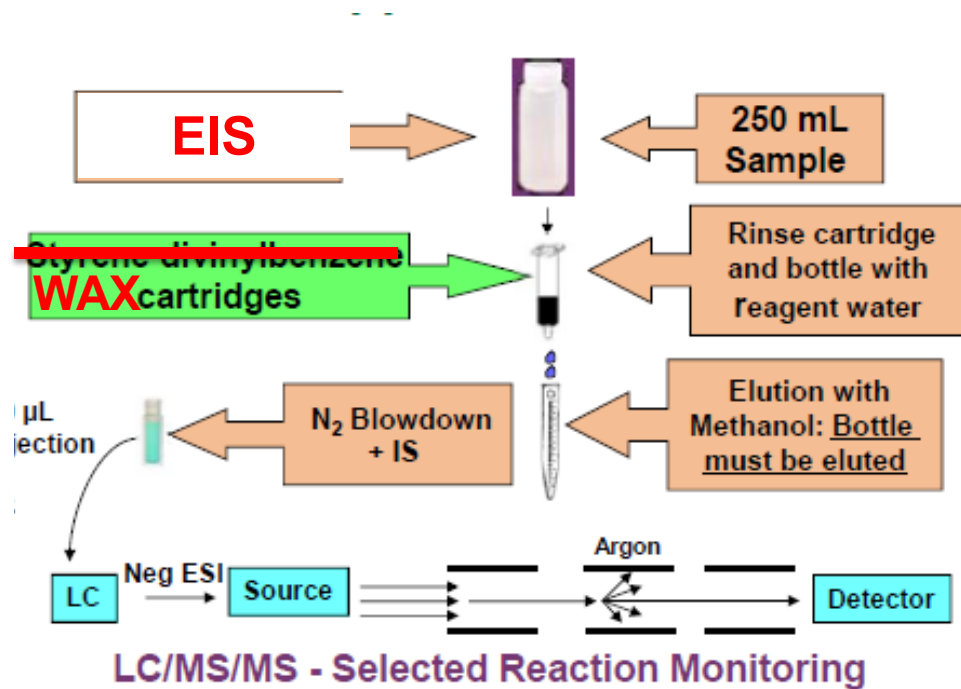 EIS
250 mL
Sample
Styrene-divinylbenzene
WAX cartridges
Rinse cartridge
and bottle with
reagent water
Elution with
Methanol: Bottle
must be eluted
N2 Blowdown
+ IS
µL
jection
LC
Neg ESI
Source
Argon
Detector
LC/MS/MS - Selected Reaction Monitoring